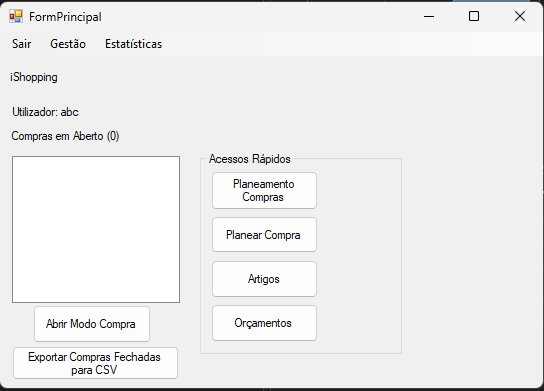 FormPrincipal
Sair Gestão Estatísticas
iShopping
Utilizador: abc
Compras em Aberto (0)
Acessos Rápidos
Planeamento
Compras
Planear Compra
Artigos
Orçamentos
Abrir Modo Compra
Exportar Compras Fechadas
para CSV